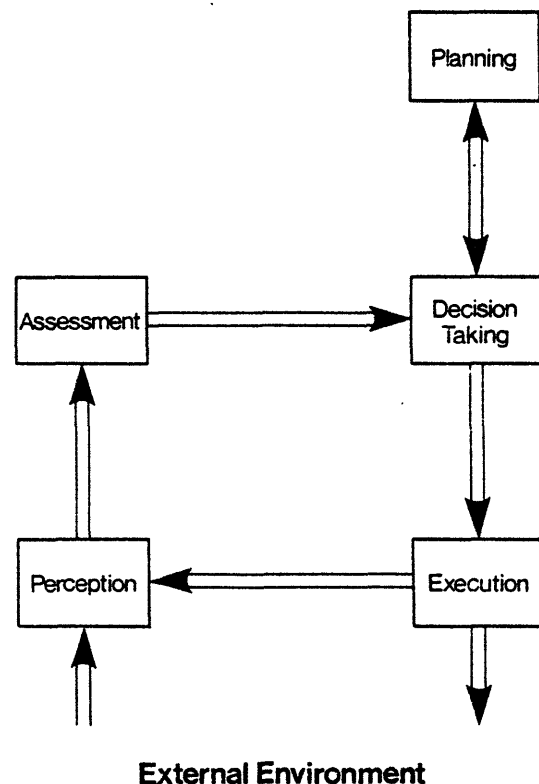 Planning
Assessment
Decision
Taking
Perception
Execution
External Environment